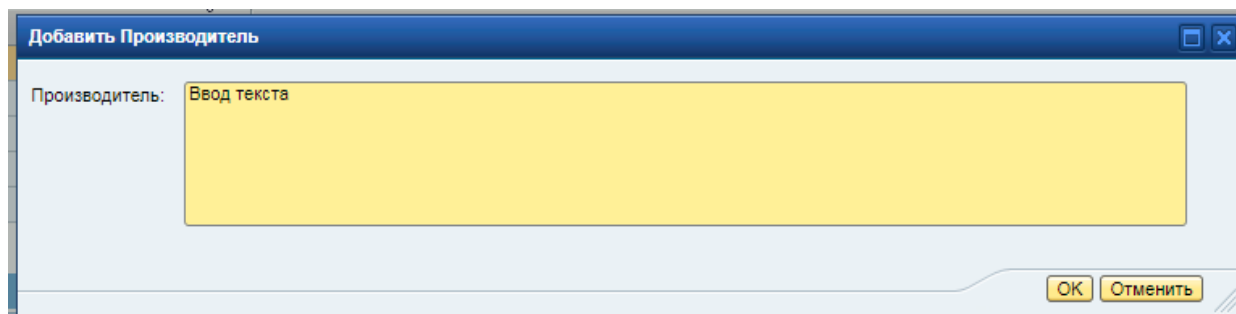 Добавить Производитель
Производитель: Ввод текста
OK Отменить